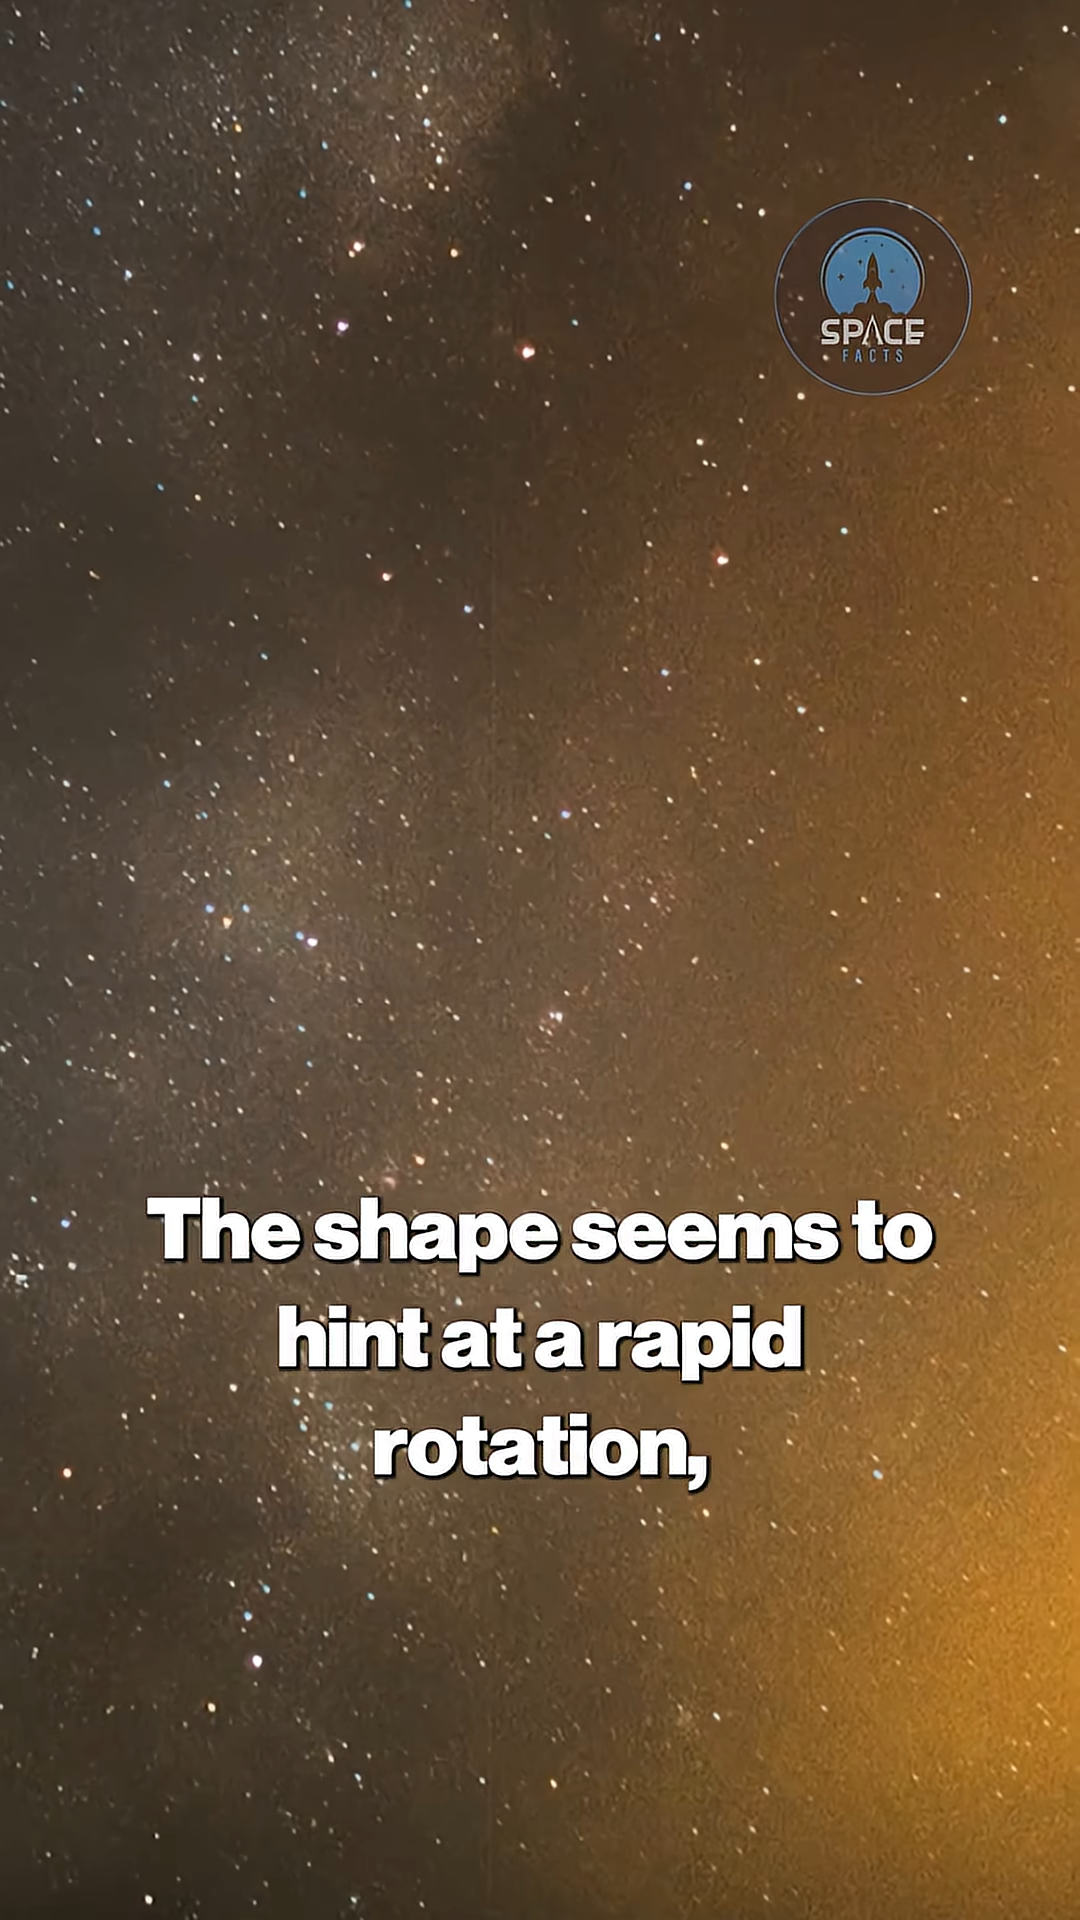 SPACE
FACTS
The shape seems to
hint at a rapid
rotation,